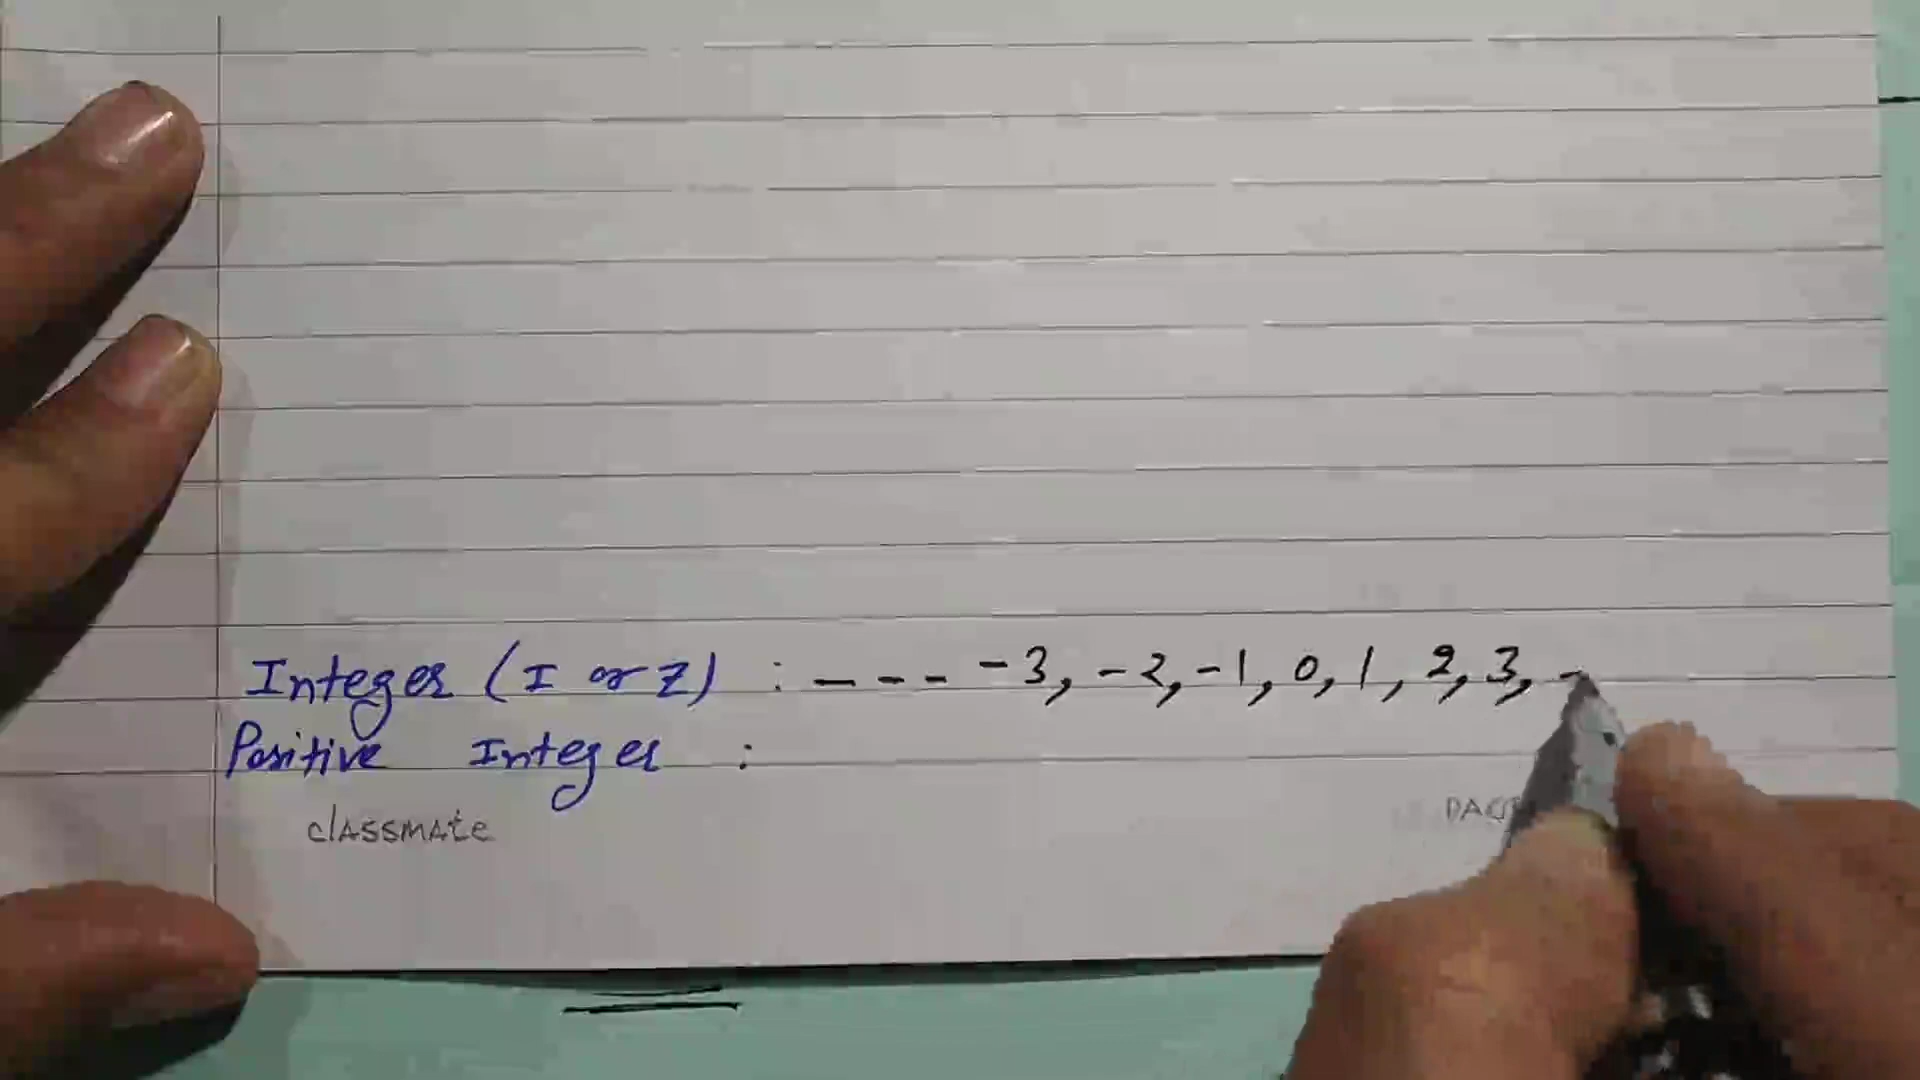 Integer (I or Z) : - - - -3, -2, -1, 0, 1, 2, 3, -
Positive Integer :
classmate